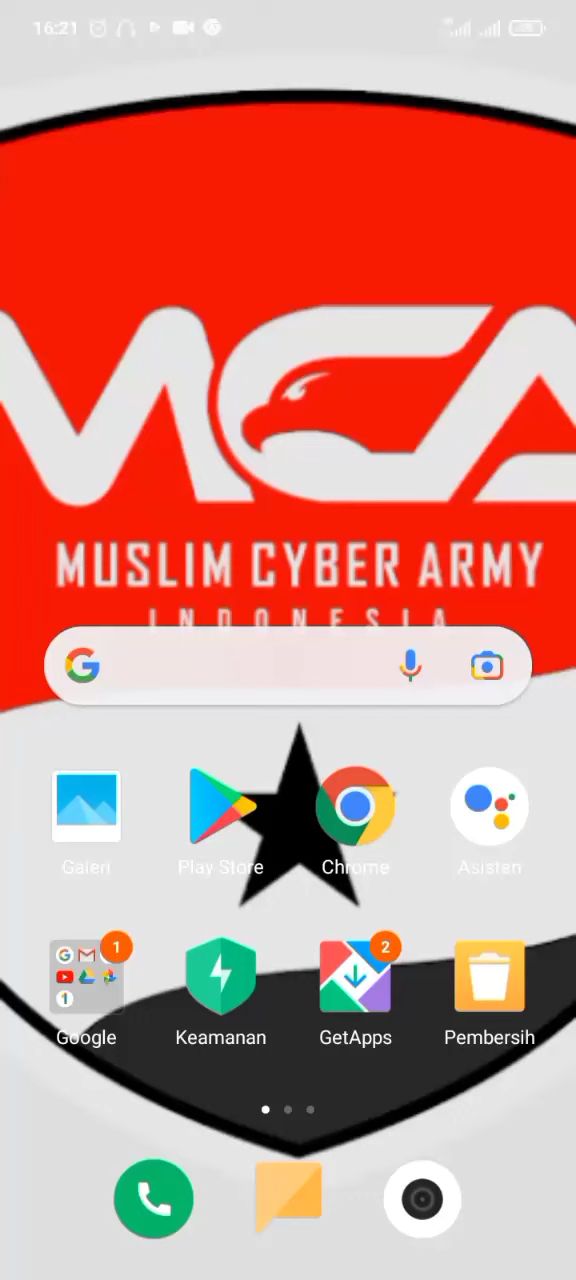 16:21
MCA
MUSLIM CYBER ARMY
INDONESIA
Galeri
Play Store
Chrome
Asisten
1
Google
Keamanan
2
GetApps
Pembersih